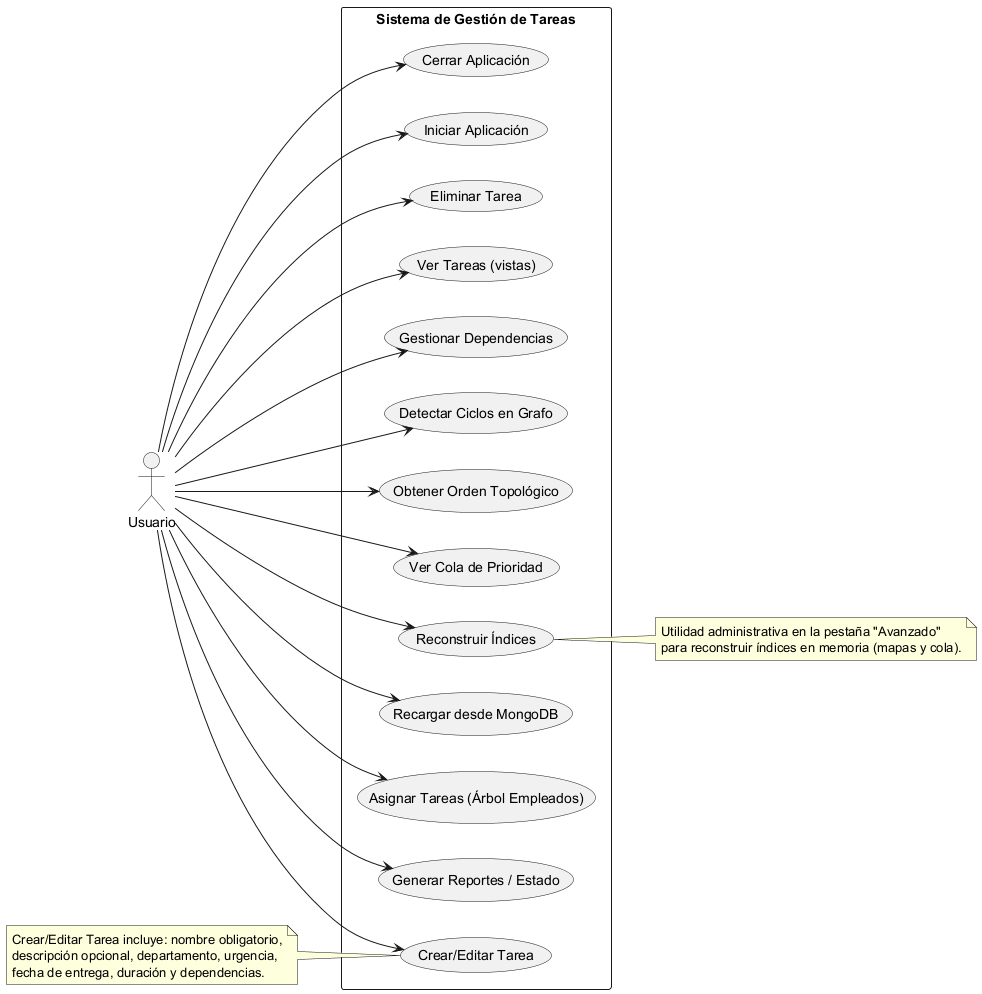 Sistema de Gestión de Tareas
Cerrar Aplicación
Iniciar Aplicación
Eliminar Tarea
Ver Tareas (vistas)
Gestionar Dependencias
Detectar Ciclos en Grafo
Obtener Orden Topológico
Usuario
Ver Cola de Prioridad
Reconstruir Índices
Utilidad administrativa en la pestaña "Avanzado"
para reconstruir índices en memoria (mapas y cola).
Recargar desde MongoDB
Asignar Tareas (Árbol Empleados)
Generar Reportes / Estado
Crear/Editar Tarea incluye: nombre obligatorio,
descripción opcional, departamento, urgencia,
fecha de entrega, duración y dependencias.
Crear/Editar Tarea